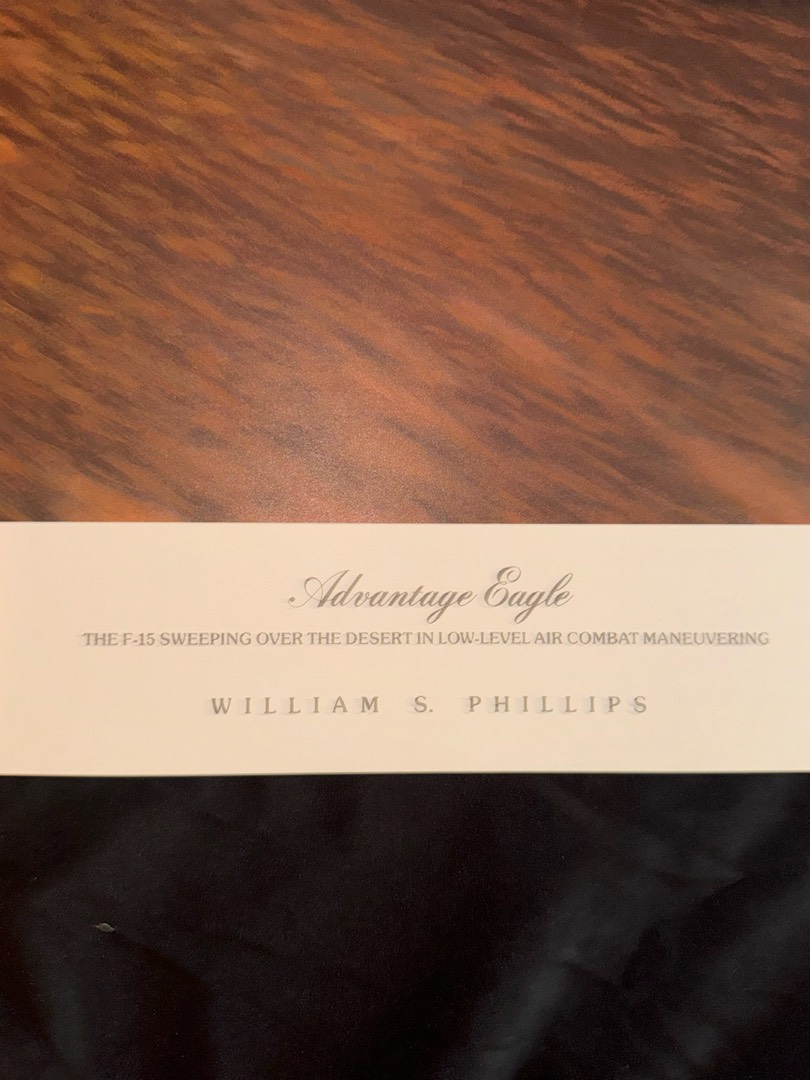 Advantage Eagle
THE F-15 SWEEPING OVER THE DESERT IN LOW-LEVEL AIR COMBAT MANEUVERING
WILLIAM S. PHILLIPS